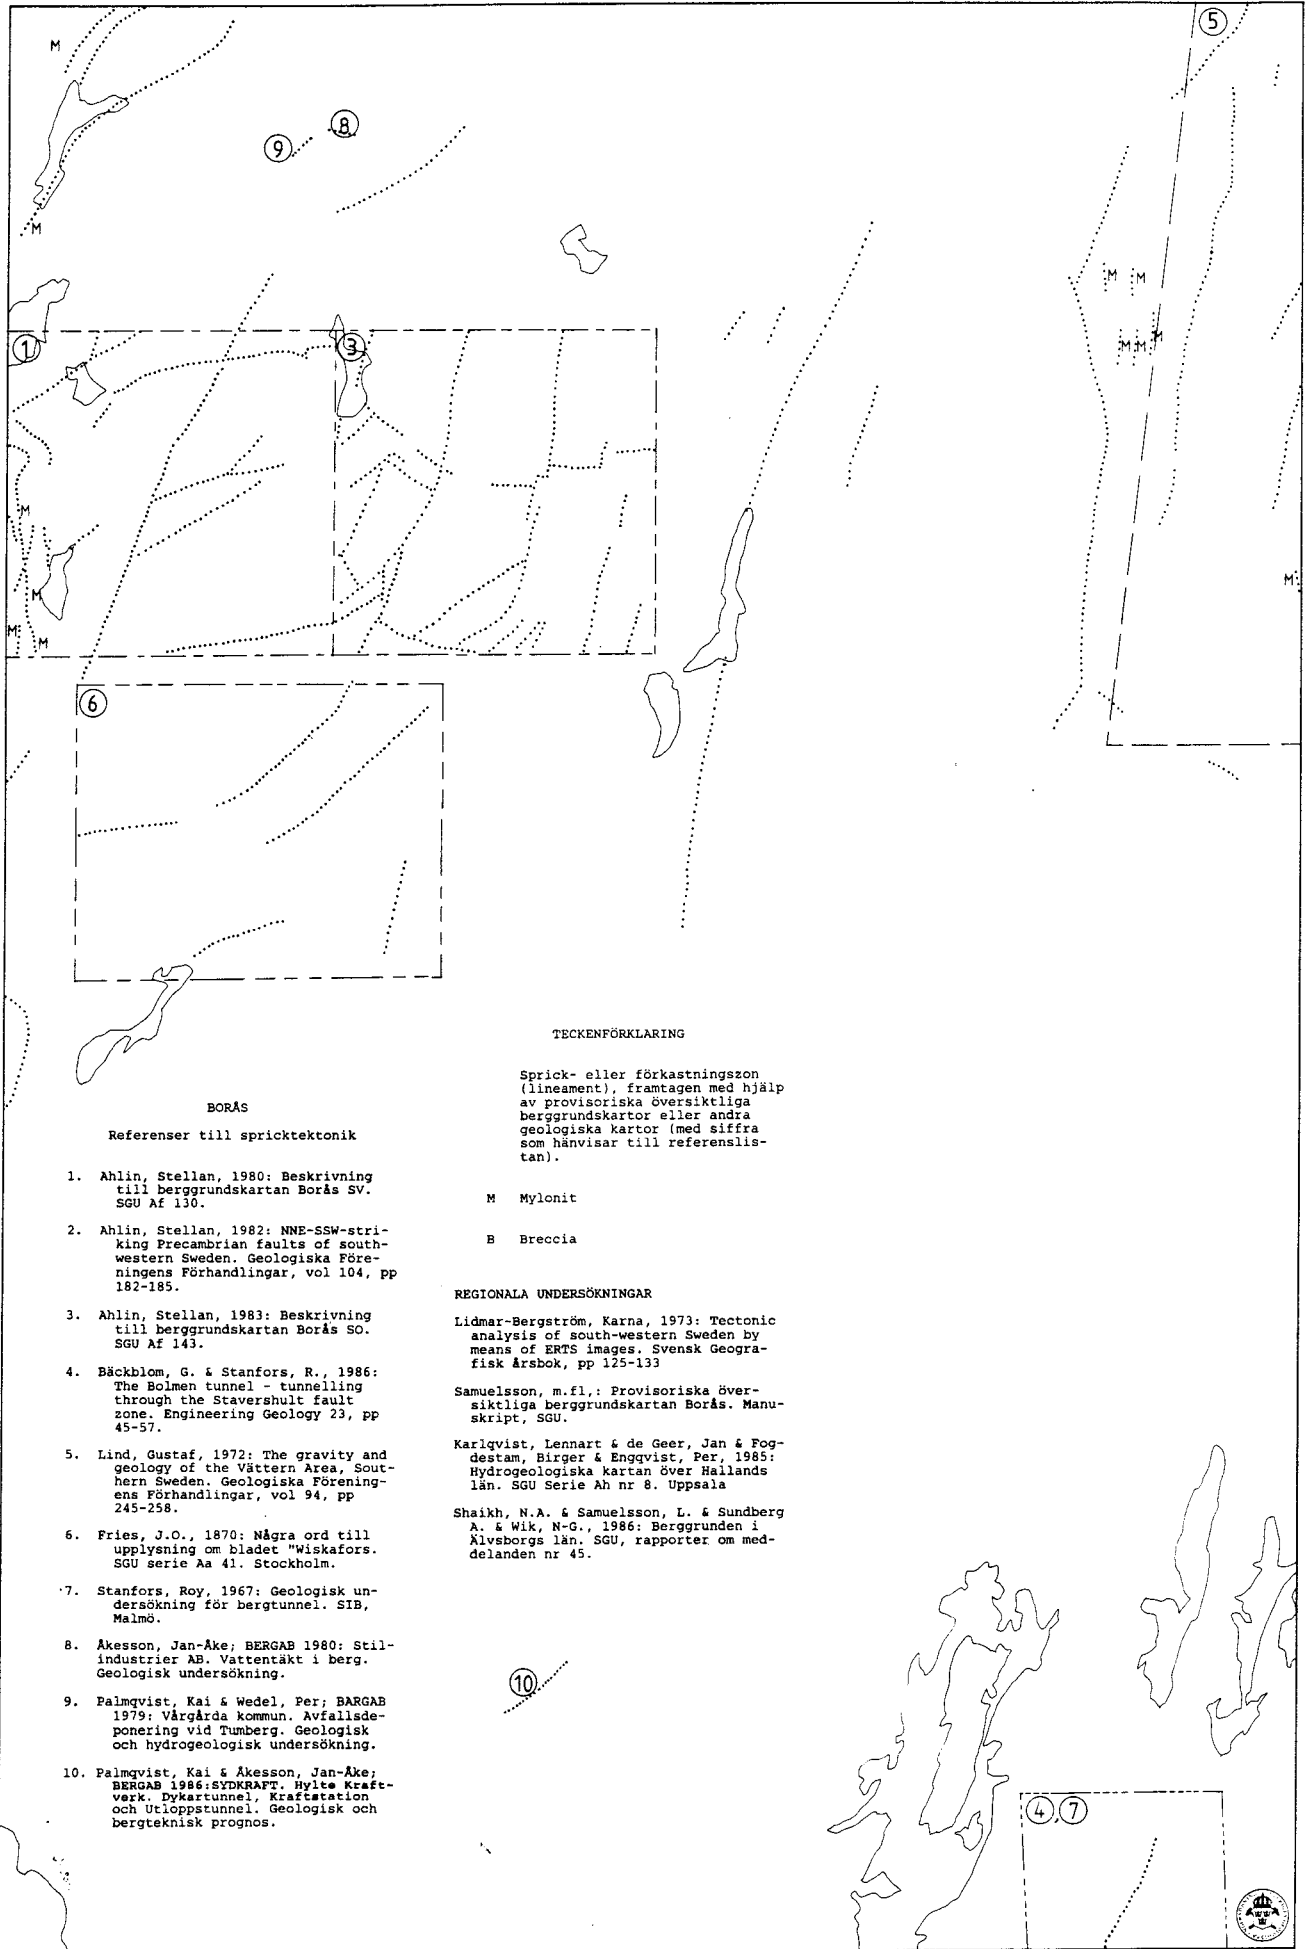 5
M
8
9
M
M
M
1
3
M
M
M
M
M
M
M
M
6
TECKENFÖRKLARING
Sprick- eller förkastningszon
(lineament), framtagen med hjälp
av provisoriska översiktliga
berggrundskartor eller andra
geologiska kartor (med siffra
som hänvisar till referenslis-
tan).
M Mylonit
B Breccia
BORÅS
Referenser till spricktektonik
1. Ahlin, Stellan, 1980: Beskrivning
till berggrundskartan Borås SV.
SGU Af 130.
2. Ahlin, Stellan, 1982: NNE-SSW-stri-
king Precambrian faults of south-
western Sweden. Geologiska Före-
ningens Förhandlingar, vol 104, pp
182-185.
3. Ahlin, Stellan, 1983: Beskrivning
till berggrundskartan Borås SO.
SGU Af 143.
4. Bäckblom, G. & Stanfors, R., 1986:
The Bolmen tunnel - tunnelling
through the Stavershult fault
zone. Engineering Geology 23, pp
45-57.
5. Lind, Gustaf, 1972: The gravity and
geology of the Vättern Area, Sout-
hern Sweden. Geologiska Förening-
ens Förhandlingar, vol 94, pp
245-258.
6. Fries, J.O., 1870: Några ord till
upplysning om bladet "Wiskafors.
SGU serie Aa 41. Stockholm.
7. Stanfors, Roy, 1967: Geologisk un-
dersökning för bergtunnel. SIB,
Malmö.
8. Åkesson, Jan-Åke; BERGAB 1980: Stil-
industrier AB. Vattentäkt i berg.
Geologisk undersökning.
9. Palmqvist, Kai & Wedel, Per; BARGAB
1979: Vårgårda kommun. Avfallsde-
ponering vid Tumberg. Geologisk
och hydrogeologisk undersökning.
10. Palmqvist, Kai & Åkesson, Jan-Åke;
BERGAB 1986:SYDKRAFT. Hylte Kraft-
verk. Dykartunnel, Kraftstation
och Utloppstunnel. Geologisk och
bergteknisk prognos.
REGIONALA UNDERSÖKNINGAR
Lidmar-Bergström, Karna, 1973: Tectonic
analysis of south-western Sweden by
means of ERTS images. Svensk Geogra-
fisk årsbok, pp 125-133
Samuelsson, m.fl,: Provisoriska över-
siktliga berggrundskartan Borås. Manu-
skript, SGU.
Karlqvist, Lennart & de Geer, Jan & Fog-
destam, Birger & Engqvist, Per, 1985:
Hydrogeologiska kartan över Hallands
län. SGU Serie Ah nr 8. Uppsala
Shaikh, N.A. & Samuelsson, L. & Sundberg
A. & Wik, N-G., 1986: Berggrunden i
Älvsborgs län. SGU, rapporter om med-
delanden nr 45.
10
4,7